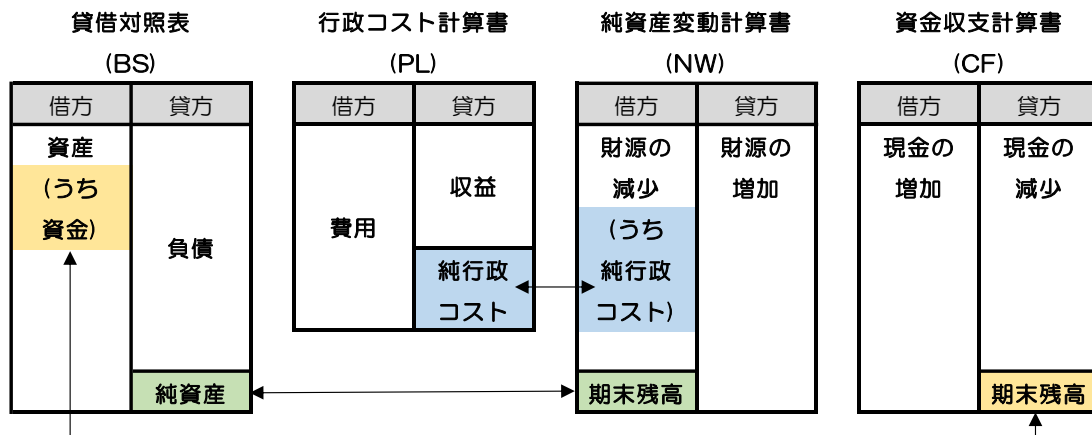 貸借対照表
(BS)
借方
貸方
資産
(うち
資金)
負債
純資産
行政コスト計算書
(PL)
借方
貸方
費用
収益
純行政
コスト
純資産変動計算書
(NW)
借方
貸方
財源の
減少
(うち
純行政
コスト)
期末残高
財源の
増加
資金収支計算書
(CF)
借方
貸方
現金の
増加
現金の
減少
期末残高